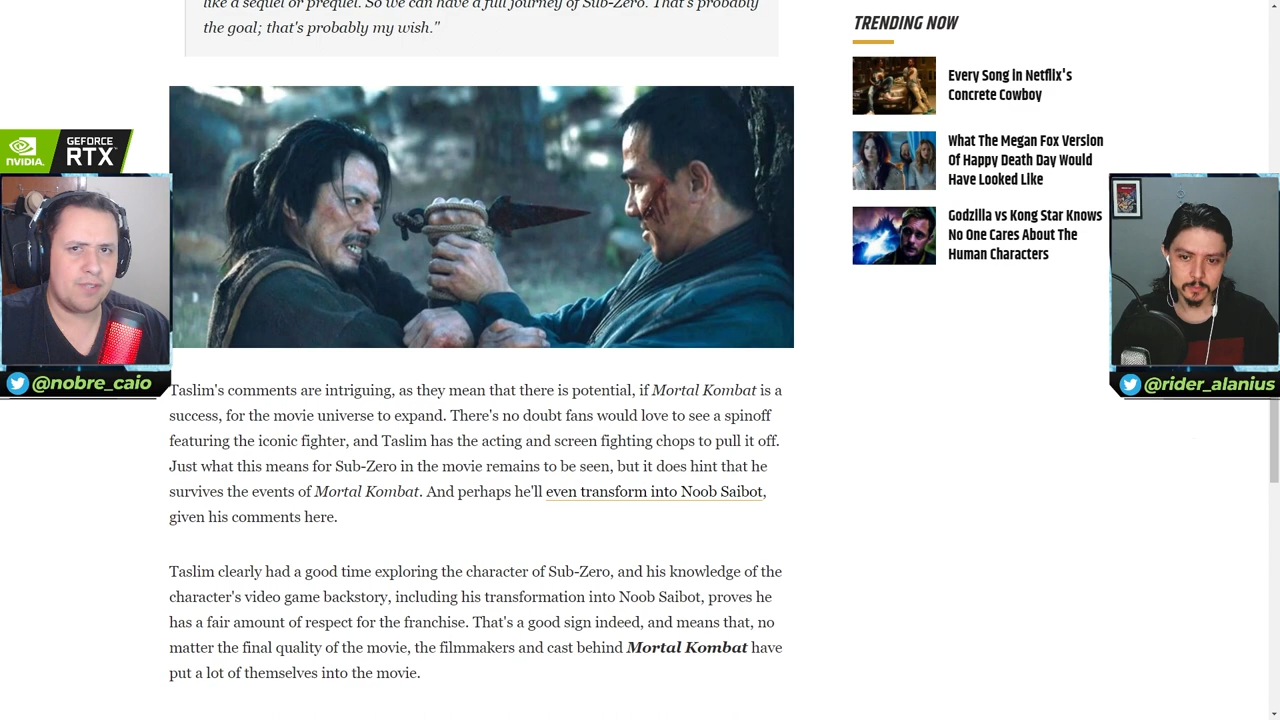 like a sequel or prequel. So we can have a full journey of Sub-Zero. That's probably
the goal; that's probably my wish."
TRENDING NOW
Every Song in Netflix's
Concrete Cowboy
What The Megan Fox Version
Of Happy Death Day Would
Have Looked Like
Godzilla vs Kong Star Knows
No One Cares About The
Human Characters
NVIDIA.
GEFORCE
RTX
@nobre_caio
@rider_alanius
Taslim's comments are intriguing, as they mean that there is potential, if Mortal Kombat is a
success, for the movie universe to expand. There's no doubt fans would love to see a spinoff
featuring the iconic fighter, and Taslim has the acting and screen fighting chops to pull it off.
Just what this means for Sub-Zero in the movie remains to be seen, but it does hint that he
survives the events of Mortal Kombat. And perhaps he'll even transform into Noob Saibot,
given his comments here.
Taslim clearly had a good time exploring the character of Sub-Zero, and his knowledge of the
character's video game backstory, including his transformation into Noob Saibot, proves he
has a fair amount of respect for the franchise. That's a good sign indeed, and means that, no
matter the final quality of the movie, the filmmakers and cast behind Mortal Kombat have
put a lot of themselves into the movie.